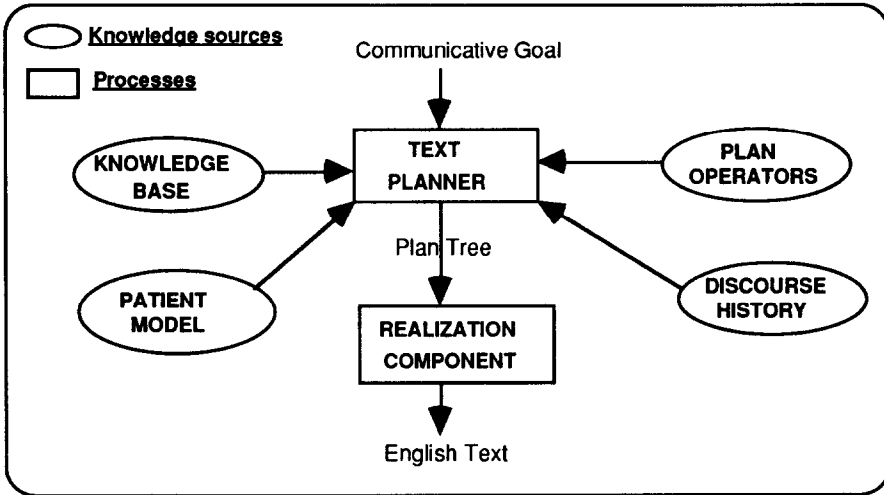 Knowledge sources
Processes
Communicative Goal
KNOWLEDGE
BASE
TEXT
PLANNER
PLAN
OPERATORS
Plan Tree
PATIENT
MODEL
DISCOURSE
HISTORY
REALIZATION
COMPONENT
English Text